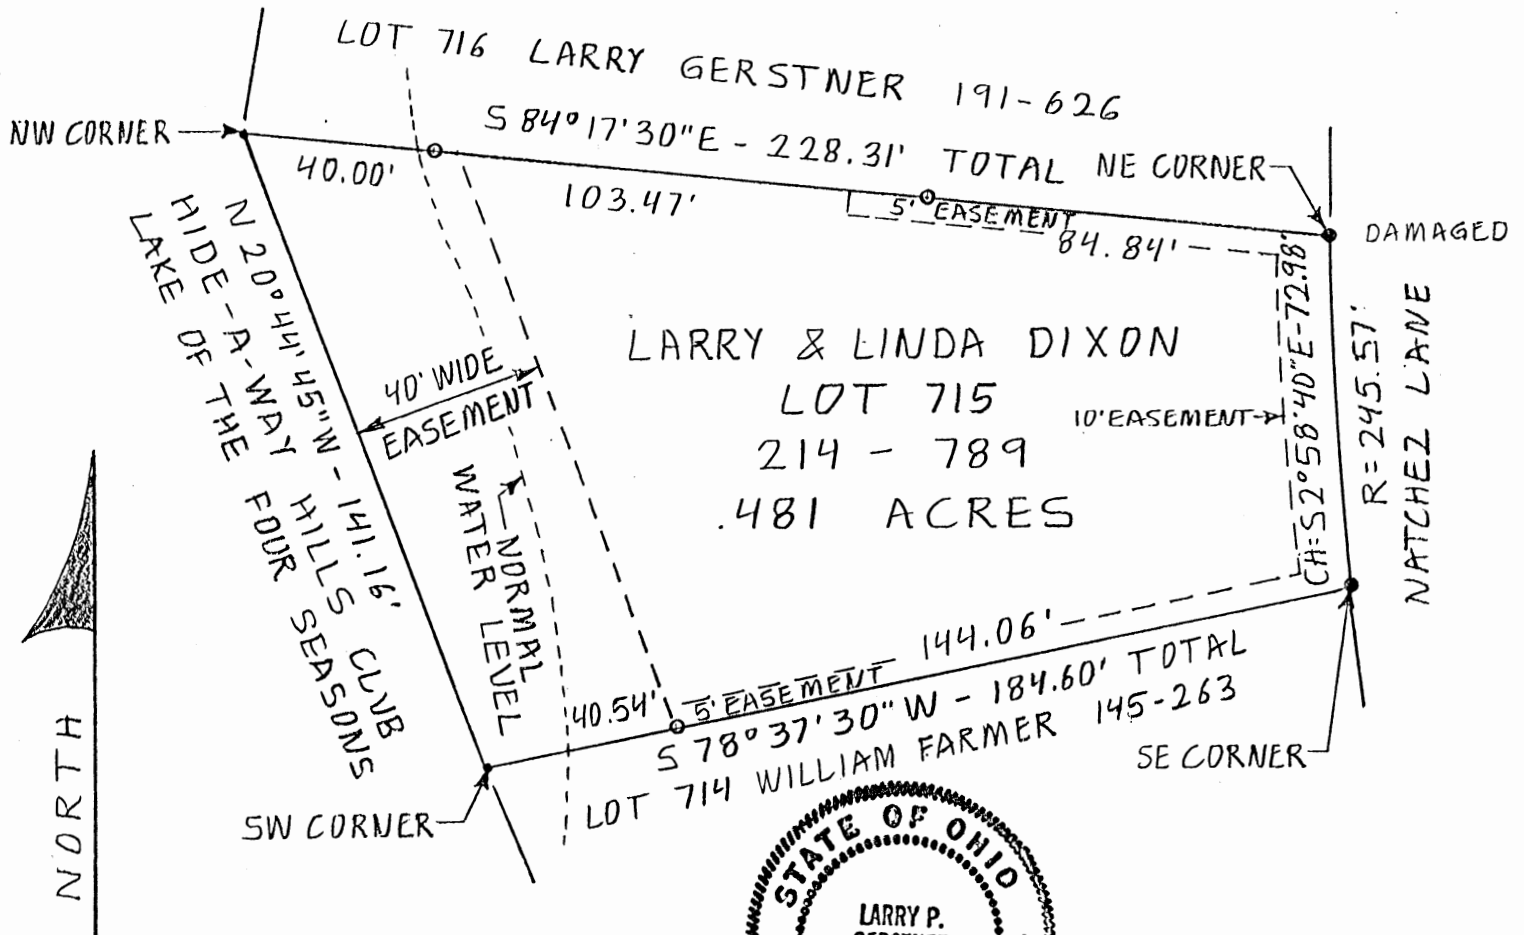 LOT 716 LARRY GERSTNER 191-626
S 84°17'30"E - 228.31' TOTAL
NW CORNER
NE CORNER
40.00'
103.47'
5' EASEMENT
84.84'
DAMAGED
N 20°44'45"W - 141.16'
HIDE-A-WAY HILLS CLUB
LAKE OF THE FOUR SEASONS
40' WIDE
EASEMENT
NORMAL
WATER LEVEL
LARRY & LINDA DIXON
LOT 715
214 - 789
.481 ACRES
10' EASEMENT
CH=S2°58'40"E-72.98'
R=245.57'
NATCHEZ LANE
144.06'
5' EASEMENT
40.54'
S 78°37'30"W - 184.60' TOTAL
LOT 714 WILLIAM FARMER 145-263
SW CORNER
SE CORNER
NORTH
STATE OF OHIO
LARRY P.